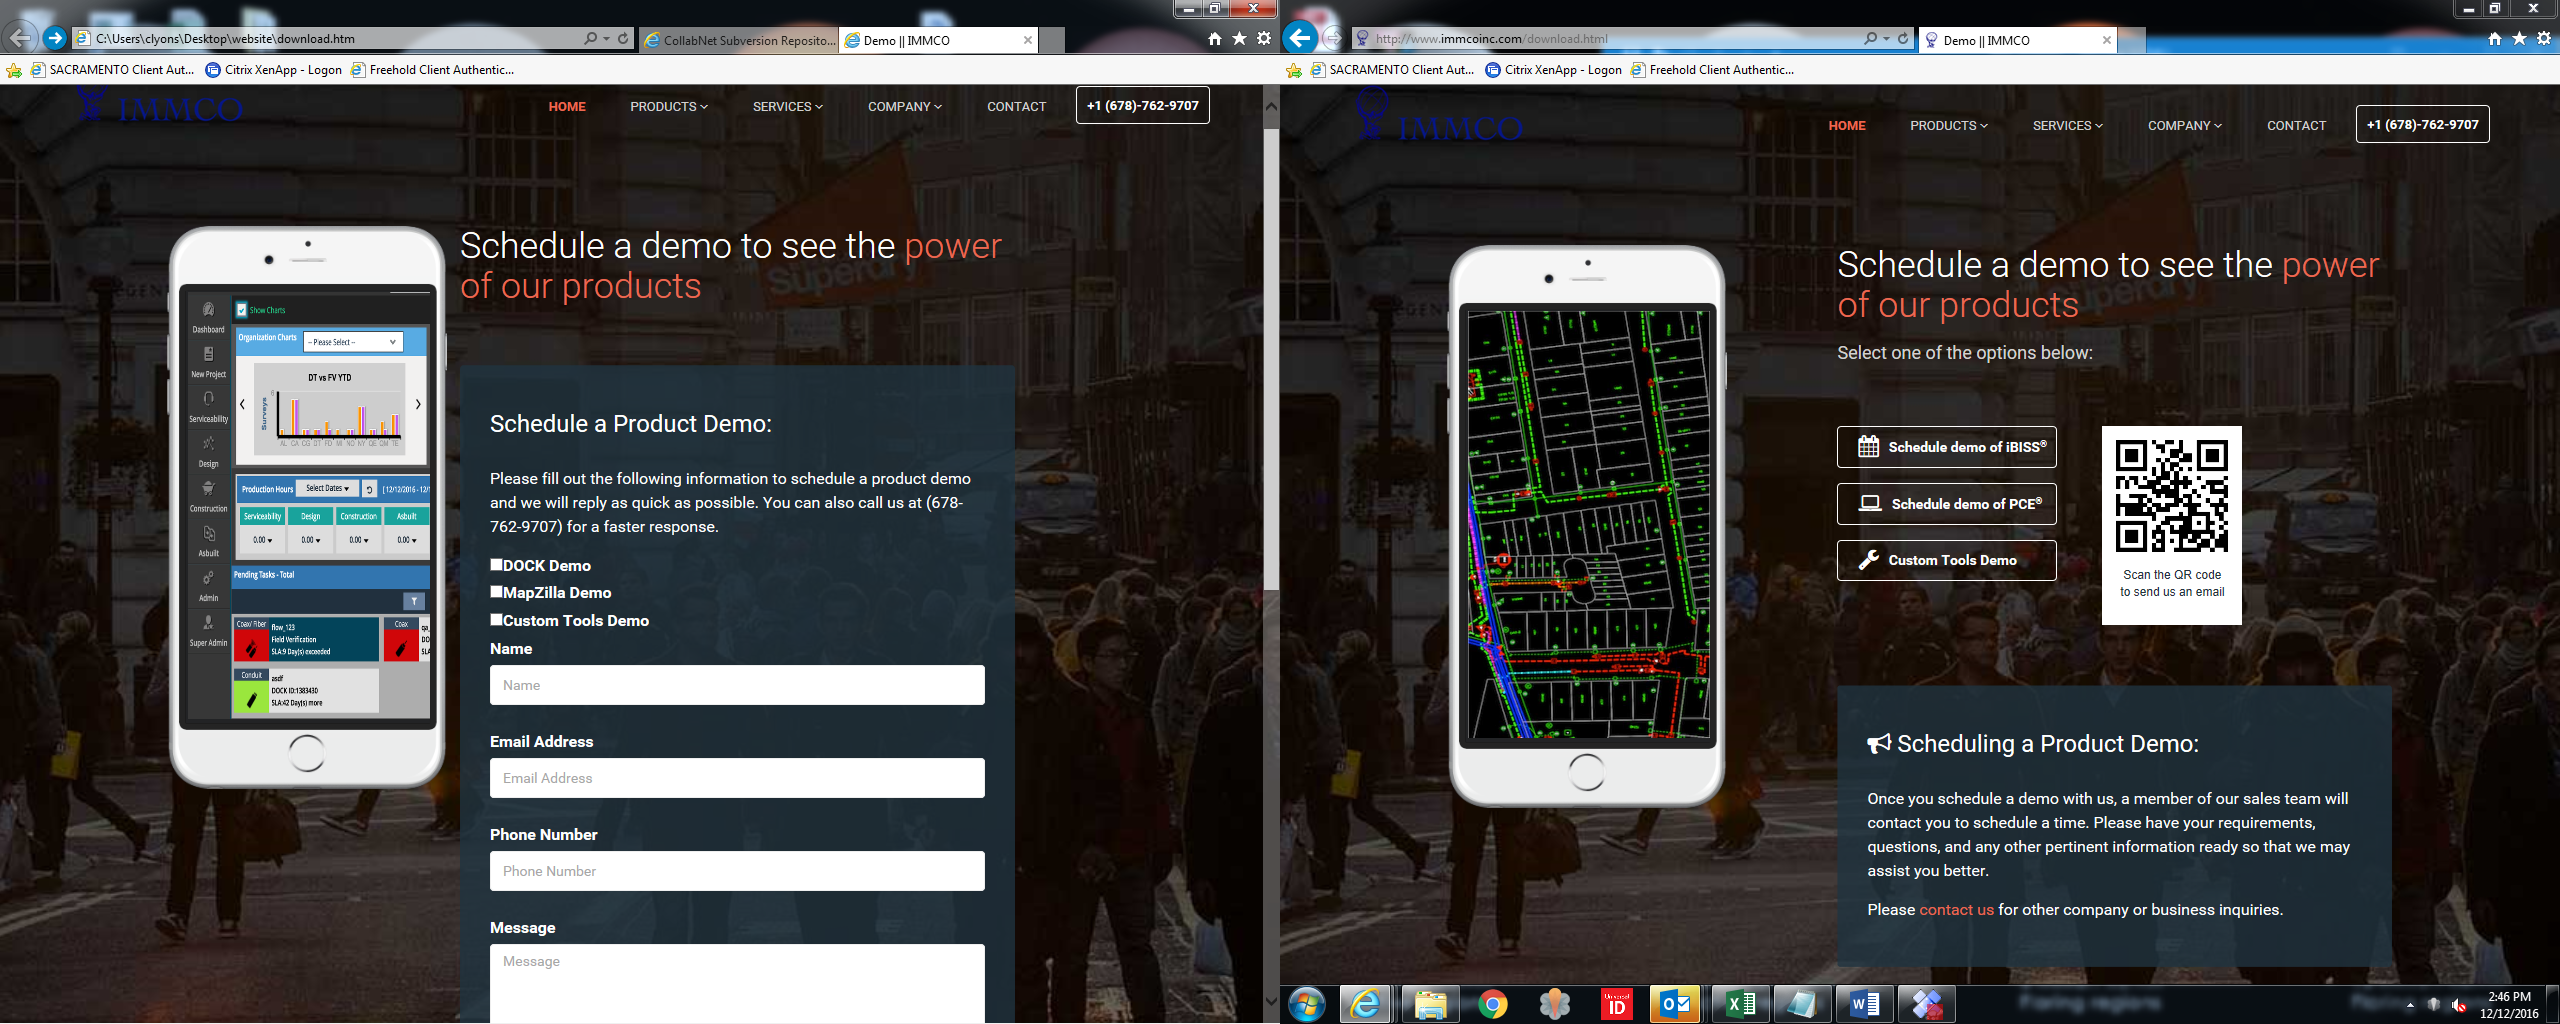 C:\Users\clyons\Desktop\website\download.htm
CollabNet Subversion Reposito...
Demo || IMMCO
SACRAMENTO Client Aut...
Citrix XenApp - Logon
Freehold Client Authentic...
IMMCO
HOME
PRODUCTS
SERVICES
COMPANY
CONTACT
+1 (678)-762-9707
Schedule a demo to see the power
of our products
Dashboard
New Project
Serviceability
Design
Construction
Asbuilt
Admin
Super Admin
Show Charts
Organization Charts
-- Please Select --
DT vs FV YTD
Surveys
Production Hours
Select Dates
[ 12/12/2016 - 12/1
Serviceability
Design
Construction
Asbuilt
0.00
0.00
0.00
0.00
Pending Tasks - Total
Coax/ Fiber
flow_123
Field Verification
SLA:9 Day(s) exceeded
Coax
qa_
DO
SLA
Conduit
asdf
DOCK ID:1383430
SLA:42 Day(s) more
Schedule a Product Demo:
Please fill out the following information to schedule a product demo
and we will reply as quick as possible. You can also call us at (678-
762-9707) for a faster response.
DOCK Demo
MapZilla Demo
Custom Tools Demo
Name
Name
Email Address
Email Address
Phone Number
Phone Number
Message
Message
http://www.immcoinc.com/download.html
Demo || IMMCO
SACRAMENTO Client Aut...
Citrix XenApp - Logon
Freehold Client Authentic...
IMMCO
HOME
PRODUCTS
SERVICES
COMPANY
CONTACT
+1 (678)-762-9707
Schedule a demo to see the power
of our products
Select one of the options below:
Schedule demo of iBISS®
Schedule demo of PCE®
Custom Tools Demo
Scan the QR code
to send us an email
Scheduling a Product Demo:
Once you schedule a demo with us, a member of our sales team will
contact you to schedule a time. Please have your requirements,
questions, and any other pertinent information ready so that we may
assist you better.
Please contact us for other company or business inquiries.
Universal
ID
2:46 PM
12/12/2016